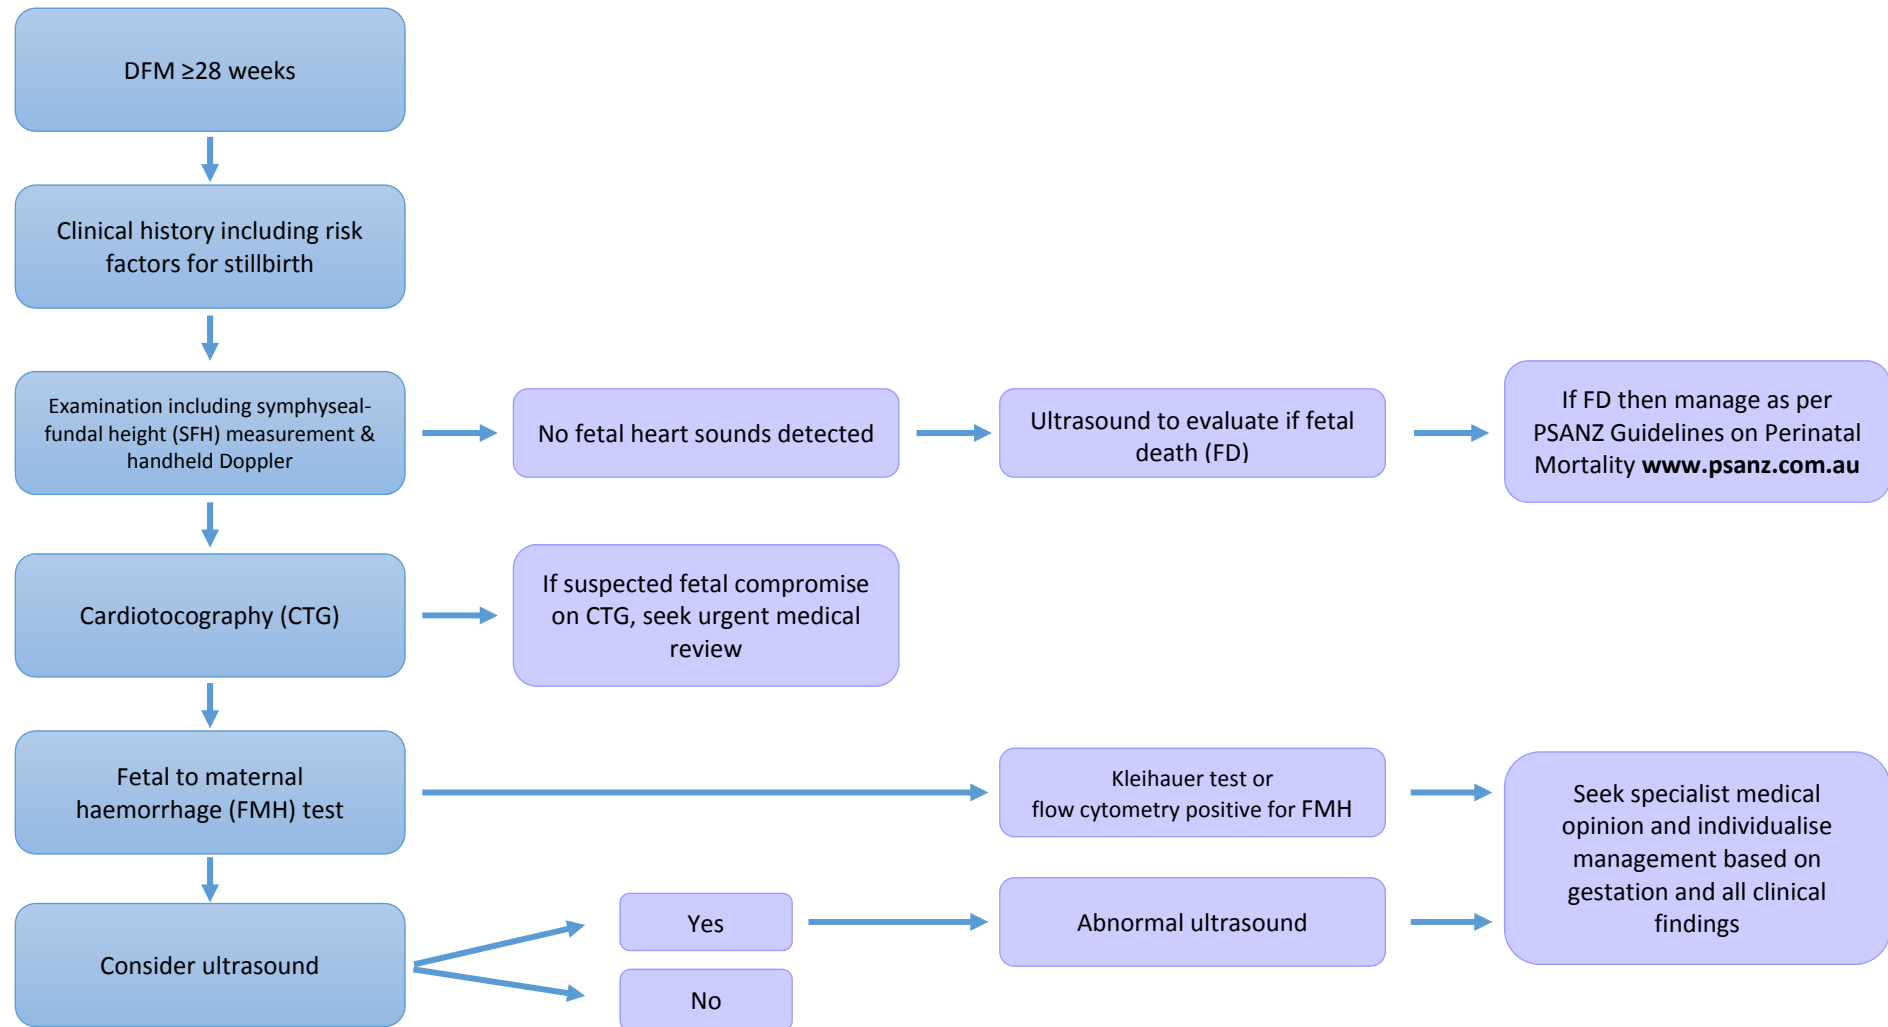 DFM ≥28 weeks
Clinical history including risk
factors for stillbirth
Examination including symphyseal-
fundal height (SFH) measurement &
handheld Doppler
No fetal heart sounds detected
Ultrasound to evaluate if fetal
death (FD)
If FD then manage as per
PSANZ Guidelines on Perinatal
Mortality www.psanz.com.au
Cardiotocography (CTG)
If suspected fetal compromise
on CTG, seek urgent medical
review
Fetal to maternal
haemorrhage (FMH) test
Kleihauer test or
flow cytometry positive for FMH
Seek specialist medical
opinion and individualise
management based on
gestation and all clinical
findings
Consider ultrasound
Yes
Abnormal ultrasound
No